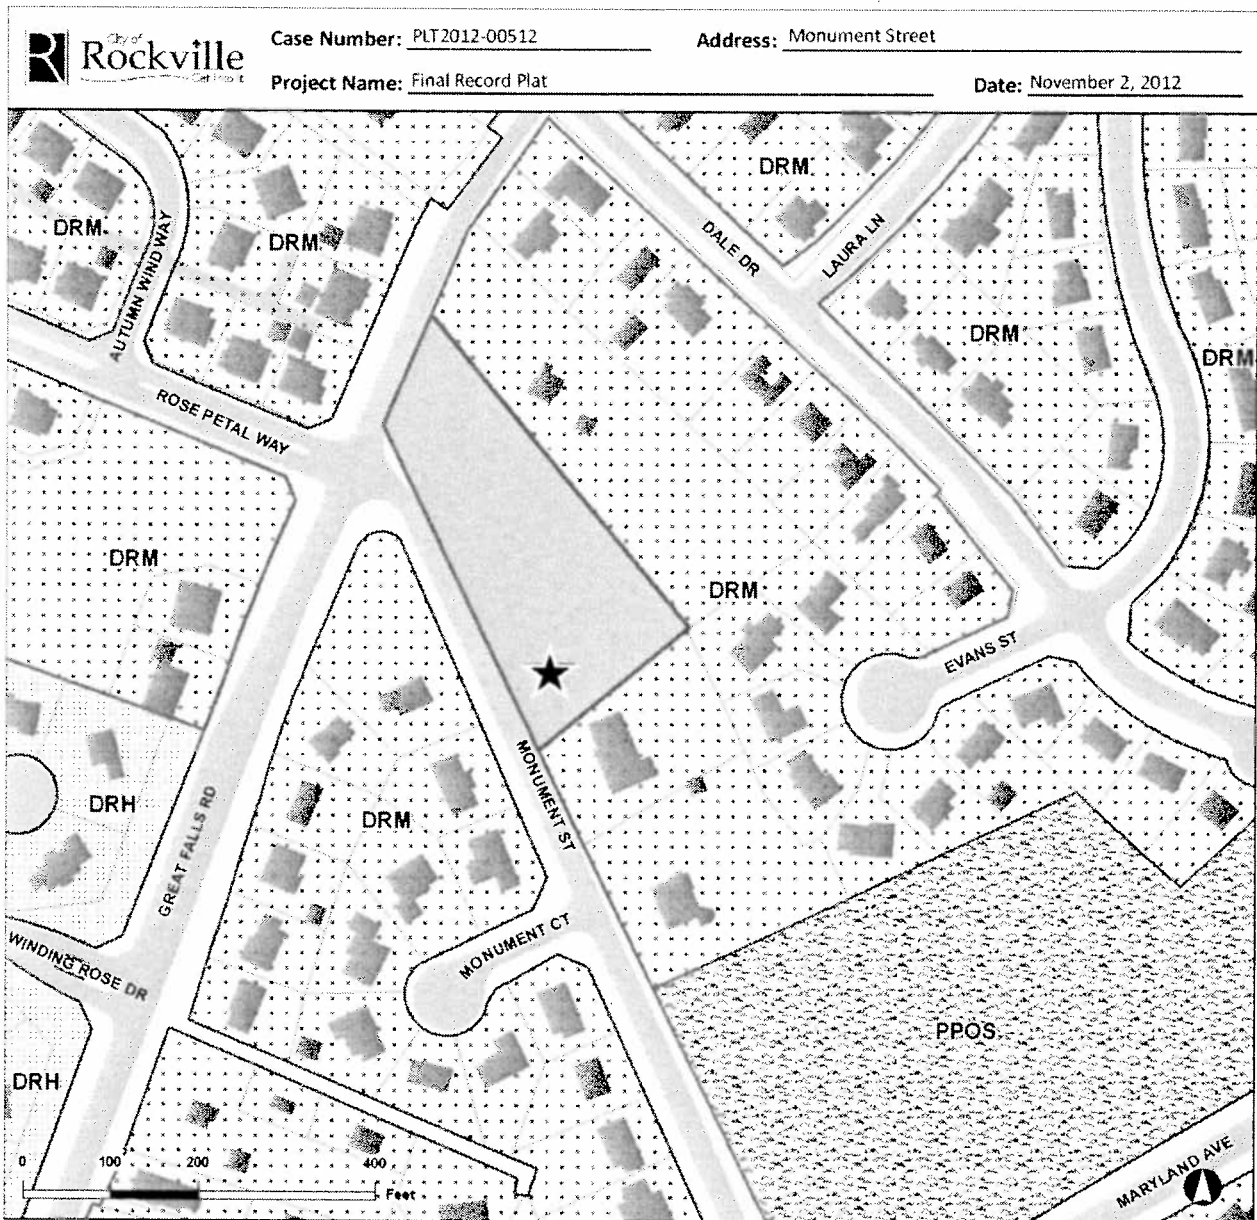 City of
Rockville
Get Into It
Case Number: PLT2012-00512
Address: Monument Street
Project Name: Final Record Plat
Date: November 2, 2012
DRM
DALE DR
LAURA LN
DRM
DRM
AUTUMN WIND WAY
DRM
DRM
ROSE PETAL WAY
DRM
DRM
EVANS ST
MONUMENT ST
DRH
DRM
GREAT FALLS RD
MONUMENT CT
WINDING ROSE DR
PPOS
DRH
MARYLAND AVE
0 100 200 400
Feet